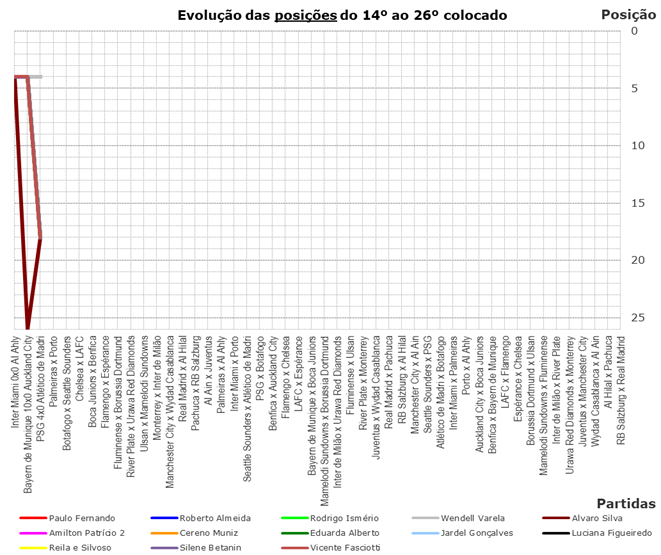 Evolução das posições do 14º ao 26º colocado
Posição
0
5
10
15
20
25
Inter Miami 0x0 Al Ahly
Bayern de Munique 10x0 Auckland City
PSG 4x0 Atlético de Madri
Palmeiras x Porto
Botafogo x Seattle Sounders
Chelsea x LAFC
Boca Juniors x Benfica
Flamengo x Espérance
Fluminense x Borussia Dortmund
River Plate x Urawa Red Diamonds
Ulsan x Mamelodi Sundowns
Monterrey x Inter de Milão
Manchester City x Wydad Casablanca
Real Madrid x Al Hilal
Pachuca x RB Salzburg
Al Ain x Juventus
Palmeiras x Al Ahly
Inter Miami x Porto
Seattle Sounders x Atlético de Madri
PSG x Botafogo
Benfica x Auckland City
Flamengo x Chelsea
LAFC x Espérance
Bayern de Munique x Boca Juniors
Mamelodi Sundowns x Borussia Dortmund
Inter de Milão x Urawa Red Diamonds
Fluminense x Ulsan
River Plate x Monterrey
Juventus x Wydad Casablanca
Real Madrid x Pachuca
RB Salzburg x Al Hilal
Manchester City x Al Ain
Seattle Sounders x PSG
Atlético de Madri x Botafogo
Inter Miami x Palmeiras
Porto x Al Ahly
Auckland City x Boca Juniors
Benfica x Bayern de Munique
LAFC x Flamengo
Espérance x Chelsea
Borussia Dortmund x Ulsan
Mamelodi Sundowns x Fluminense
Inter de Milão x River Plate
Urawa Red Diamonds x Monterrey
Juventus x Manchester City
Wydad Casablanca x Al Ain
Al Hilal x Pachuca
RB Salzburg x Real Madrid
Partidas
Paulo Fernando
Roberto Almeida
Rodrigo Ismério
Wendell Varela
Alvaro Silva
Amilton Patrício 2
Cereno Muniz
Eduarda Alberto
Jardel Gonçalves
Luciana Figueiredo
Reila e Silvoso
Silene Betanin
Vicente Fasciotti